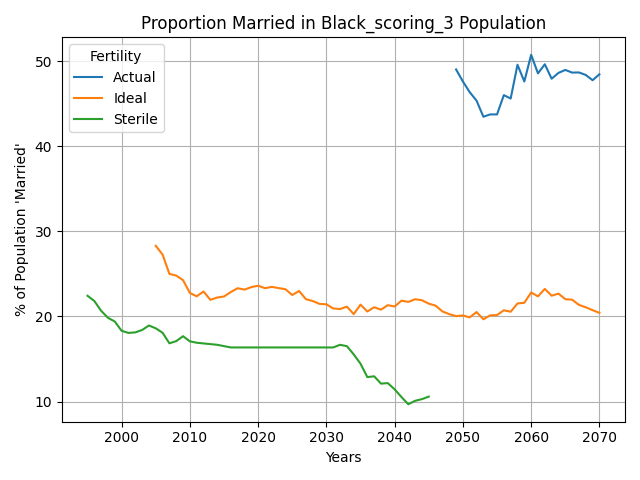 Proportion Married in Black_scoring_3 Population
% of Population 'Married'
Fertility
Actual
Ideal
Sterile
50
40
30
20
10
2000 2010 2020 2030 2040 2050 2060 2070
Years